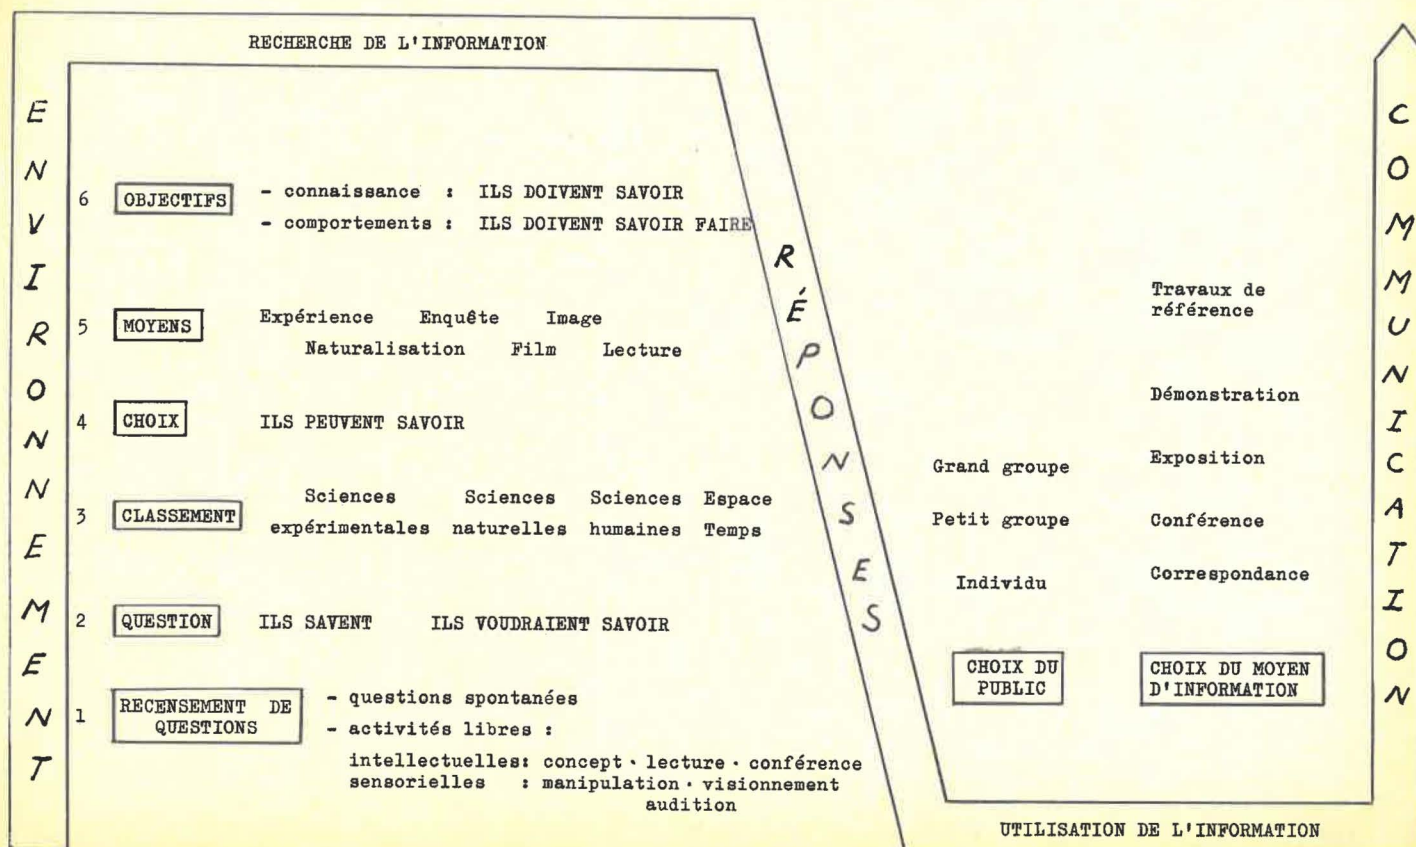 RECHERCHE DE L'INFORMATION
ENVIRONNEMENT
6 OBJECTIFS - connaissance : ILS DOIVENT SAVOIR
- comportements : ILS DOIVENT SAVOIR FAIRE
5 MOYENS Expérience Enquête Image
Naturalisation Film Lecture
4 CHOIX ILS PEUVENT SAVOIR
3 CLASSEMENT Sciences Sciences Sciences Espace
expérimentales naturelles humaines Temps
2 QUESTION ILS SAVENT ILS VOUDRAIENT SAVOIR
1 RECENSEMENT DE
QUESTIONS
- questions spontanées
- activités libres :
intellectuelles: concept · lecture · conférence
sensorielles : manipulation · visionnement
audition
RÉPONSES
Grand groupe
Petit groupe
Individu
CHOIX DU
PUBLIC
Travaux de
référence
Démonstration
Exposition
Conférence
Correspondance
CHOIX DU MOYEN
D'INFORMATION
COMMUNICATION
UTILISATION DE L'INFORMATION